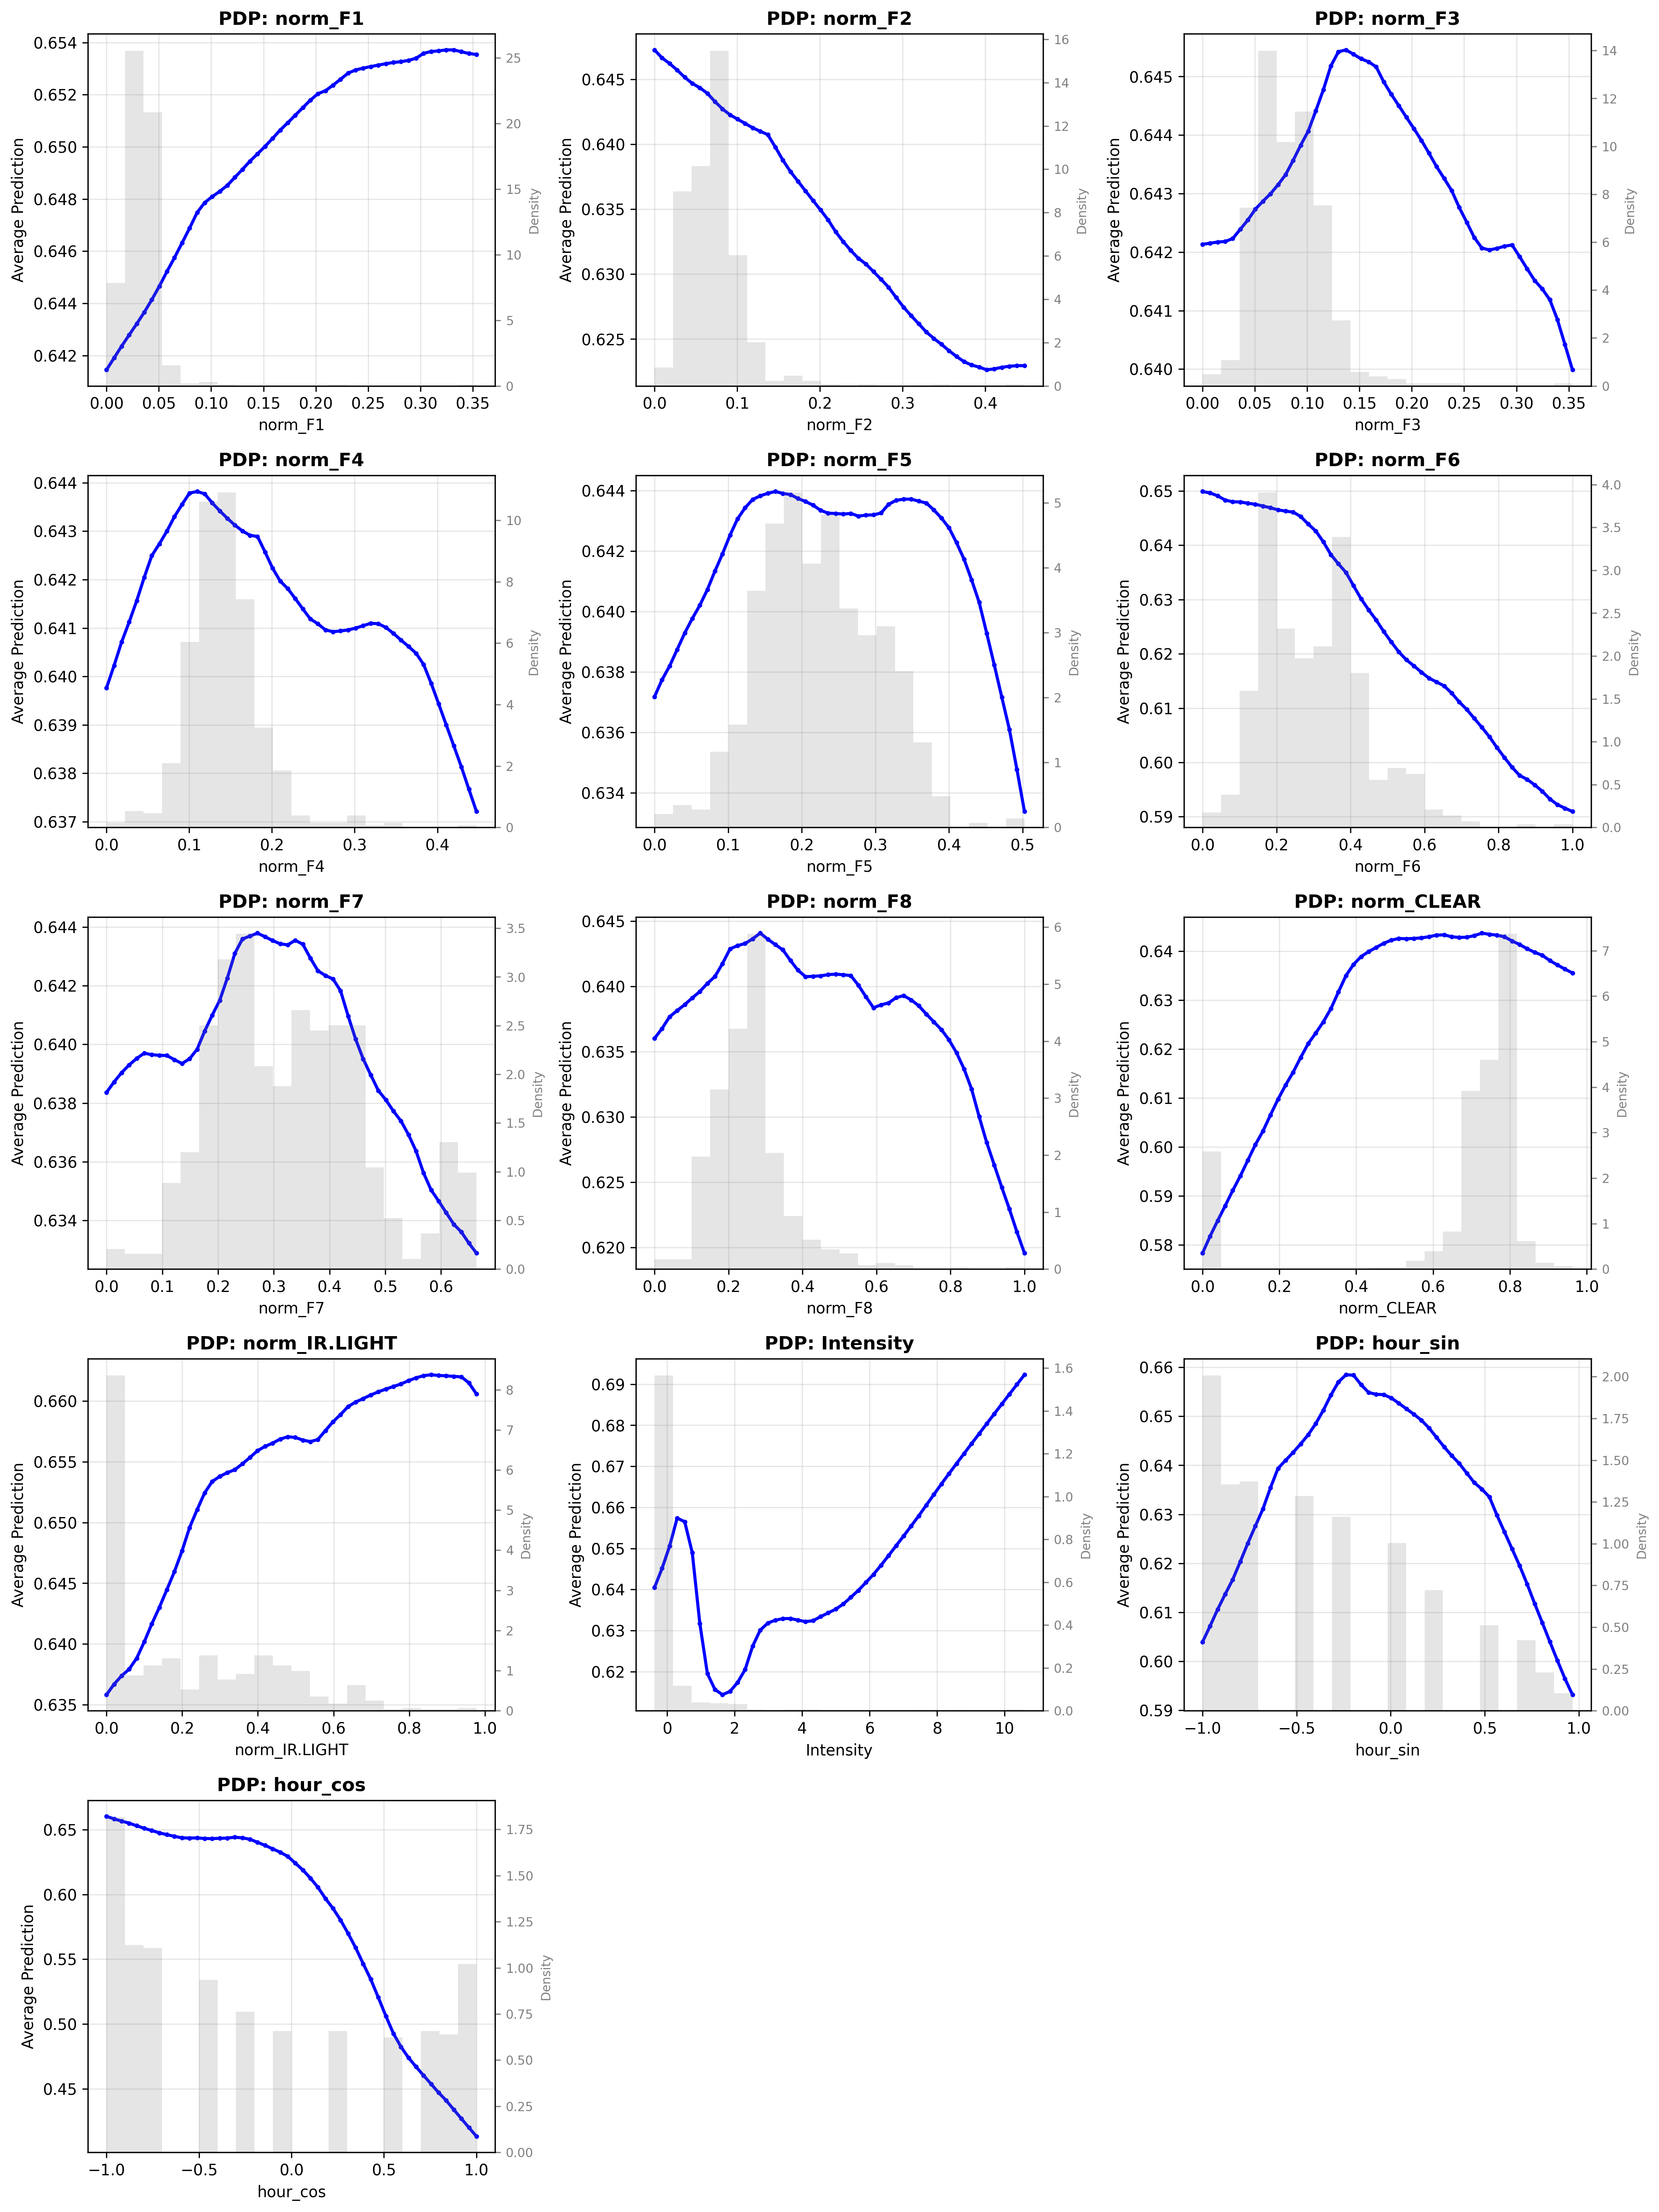 PDP: norm_F1
Average Prediction
0.654
0.652
0.650
0.648
0.646
0.644
0.642
25
20
15
10
5
0
Density
0.00 0.05 0.10 0.15 0.20 0.25 0.30 0.35
norm_F1
PDP: norm_F2
Average Prediction
0.645
0.640
0.635
0.630
0.625
16
14
12
10
8
6
4
2
0
Density
0.0 0.1 0.2 0.3 0.4
norm_F2
PDP: norm_F3
Average Prediction
0.645
0.644
0.643
0.642
0.641
0.640
14
12
10
8
6
4
2
0
Density
0.00 0.05 0.10 0.15 0.20 0.25 0.30 0.35
norm_F3
PDP: norm_F4
Average Prediction
0.644
0.643
0.642
0.641
0.640
0.639
0.638
0.637
10
8
6
4
2
0
Density
0.0 0.1 0.2 0.3 0.4
norm_F4
PDP: norm_F5
Average Prediction
0.644
0.642
0.640
0.638
0.636
0.634
5
4
3
2
1
0
Density
0.0 0.1 0.2 0.3 0.4 0.5
norm_F5
PDP: norm_F6
Average Prediction
0.65
0.64
0.63
0.62
0.61
0.60
0.59
4.0
3.5
3.0
2.5
2.0
1.5
1.0
0.5
0.0
Density
0.0 0.2 0.4 0.6 0.8 1.0
norm_F6
PDP: norm_F7
Average Prediction
0.644
0.642
0.640
0.638
0.636
0.634
3.5
3.0
2.5
2.0
1.5
1.0
0.5
0.0
Density
0.0 0.1 0.2 0.3 0.4 0.5 0.6
norm_F7
PDP: norm_F8
Average Prediction
0.645
0.640
0.635
0.630
0.625
0.620
6
5
4
3
2
1
0
Density
0.0 0.2 0.4 0.6 0.8 1.0
norm_F8
PDP: norm_CLEAR
Average Prediction
0.64
0.63
0.62
0.61
0.60
0.59
0.58
7
6
5
4
3
2
1
0
Density
0.0 0.2 0.4 0.6 0.8 1.0
norm_CLEAR
PDP: norm_IR.LIGHT
Average Prediction
0.660
0.655
0.650
0.645
0.640
0.635
8
7
6
5
4
3
2
1
0
Density
0.0 0.2 0.4 0.6 0.8 1.0
norm_IR.LIGHT
PDP: Intensity
Average Prediction
0.69
0.68
0.67
0.66
0.65
0.64
0.63
0.62
1.6
1.4
1.2
1.0
0.8
0.6
0.4
0.2
0.0
Density
0 2 4 6 8 10
Intensity
PDP: hour_sin
Average Prediction
0.66
0.65
0.64
0.63
0.62
0.61
0.60
0.59
2.00
1.75
1.50
1.25
1.00
0.75
0.50
0.25
0.00
Density
−1.0 −0.5 0.0 0.5 1.0
hour_sin
PDP: hour_cos
Average Prediction
0.65
0.60
0.55
0.50
0.45
1.75
1.50
1.25
1.00
0.75
0.50
0.25
0.00
Density
−1.0 −0.5 0.0 0.5 1.0
hour_cos